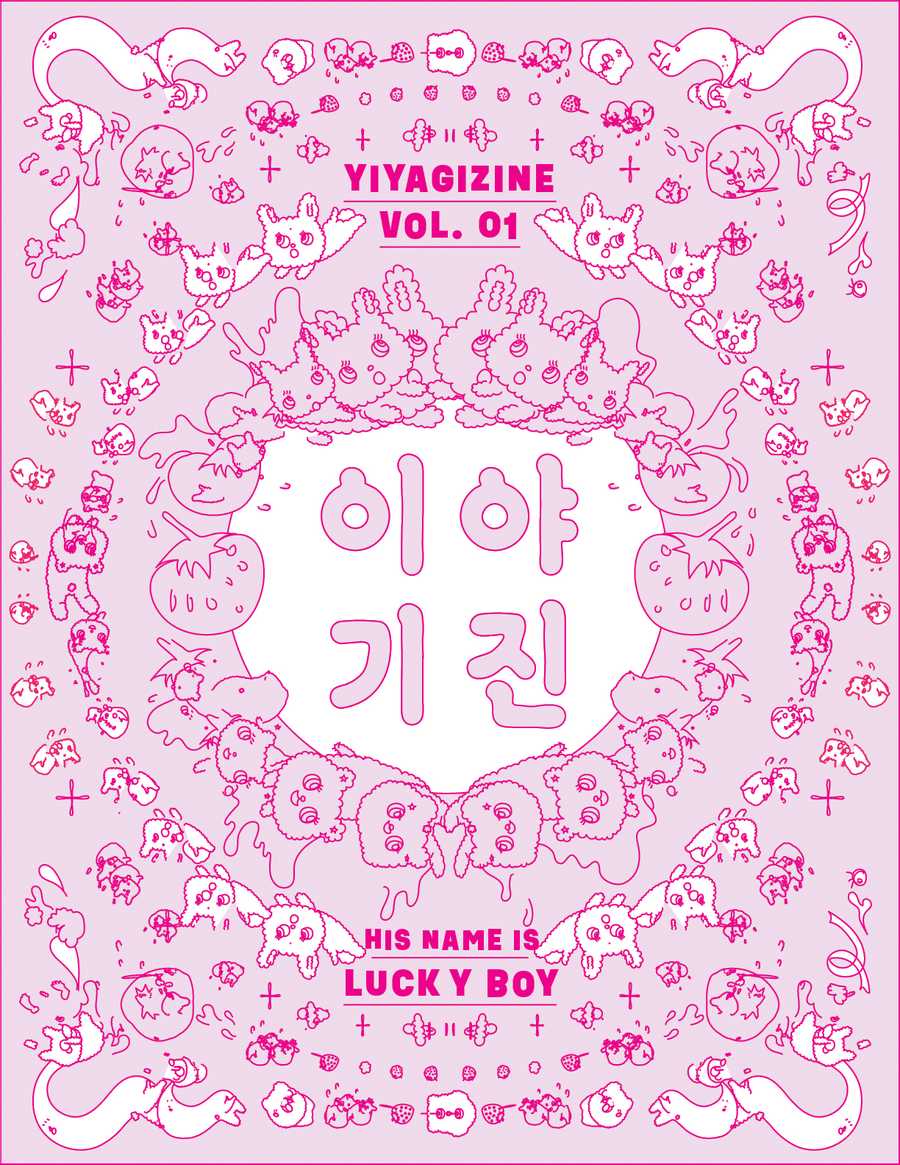 YIYAGIZINE
VOL. 01
이야
기진
HIS NAME IS
LUCKY BOY